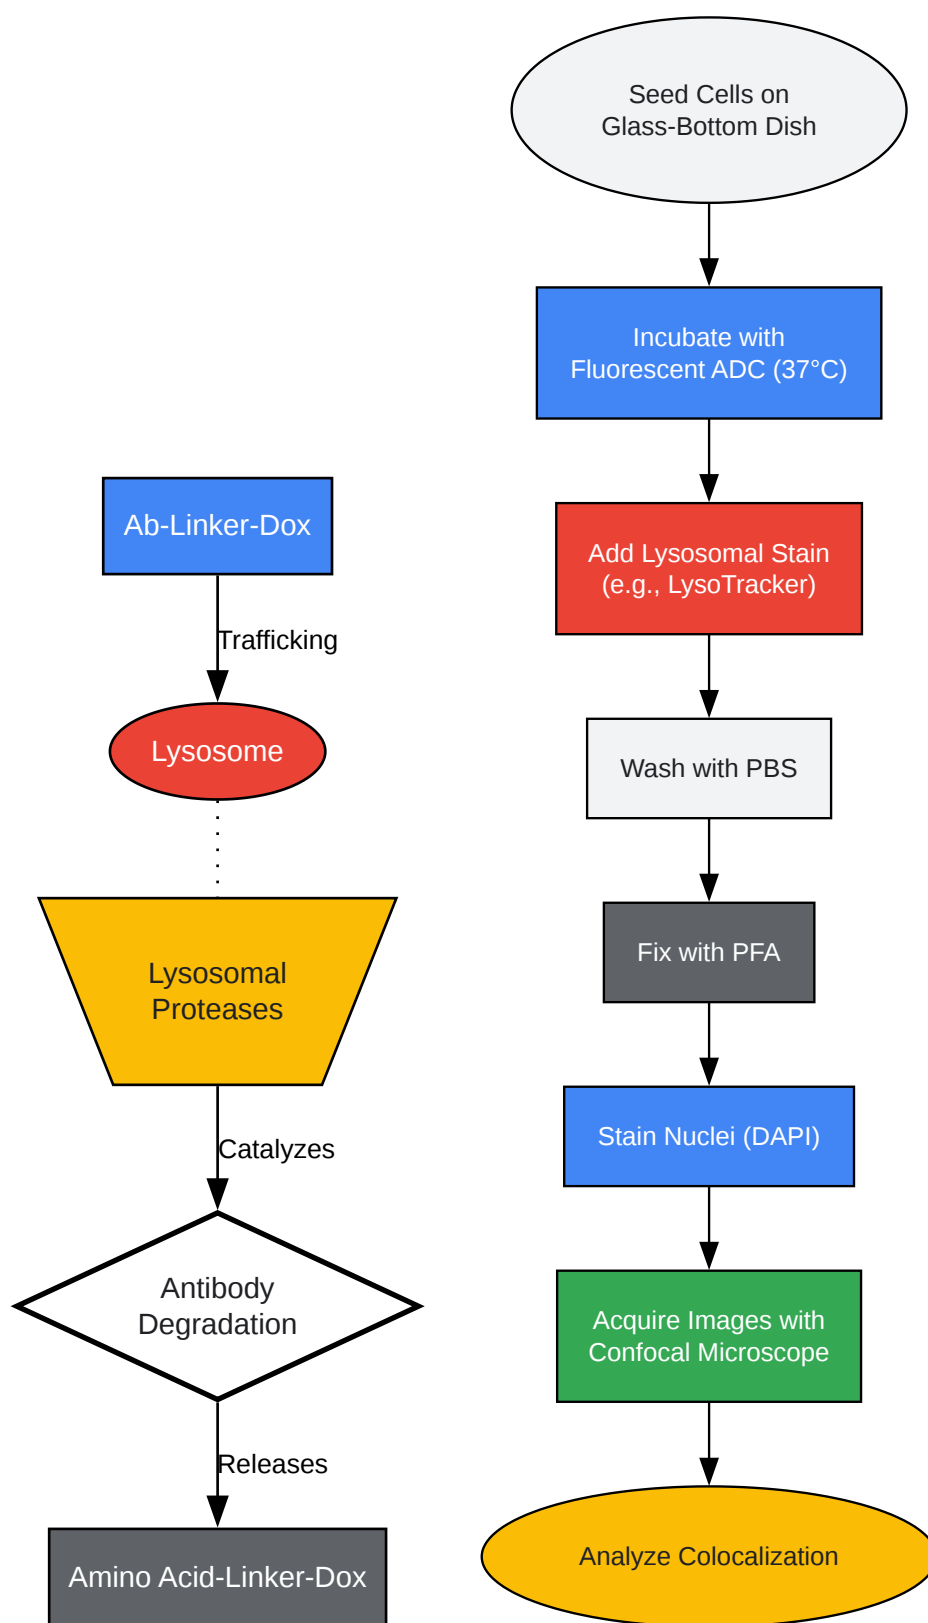 Ab-Linker-Dox
Trafficking
Lysosome
Lysosomal
Proteases
Catalyzes
Antibody
Degradation
Releases
Amino Acid-Linker-Dox
Seed Cells on
Glass-Bottom Dish
Incubate with
Fluorescent ADC (37°C)
Add Lysosomal Stain
(e.g., LysoTracker)
Wash with PBS
Fix with PFA
Stain Nuclei (DAPI)
Acquire Images with
Confocal Microscope
Analyze Colocalization